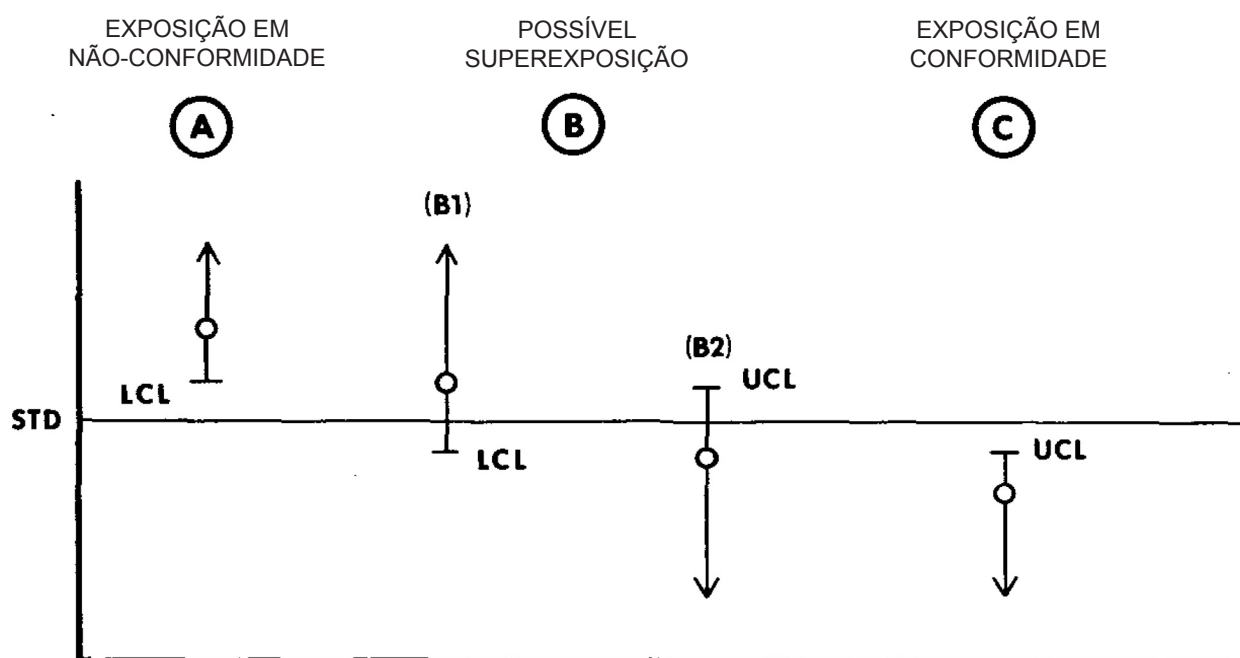 EXPOSIÇÃO EM
NÃO-CONFORMIDADE
POSSÍVEL
SUPEREXPOSIÇÃO
EXPOSIÇÃO EM
CONFORMIDADE
A
B
C
(B1)
(B2)
LCL
UCL
STD
LCL
UCL